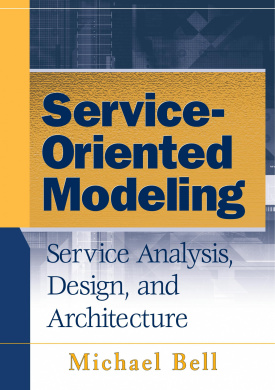 Service-
Oriented
Modeling
Service Analysis,
Design, and
Architecture
Michael Bell